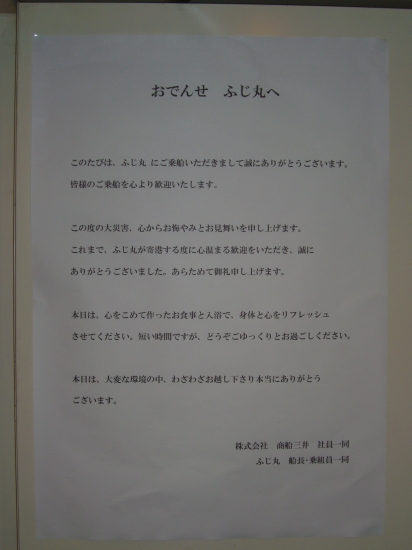 おでんせ　ふじ丸へ
このたびは、ふじ丸 にご乗船いただきまして誠にありがとうございます。
皆様のご乗船を心より歓迎いたします。
この度の大災害、心からお悔やみとお見舞いを申し上げます。
これまで、ふじ丸が寄港する度に心温まる歓迎をいただき、誠に
ありがとうございました。あらためて御礼申し上げます。
本日は、心をこめて作ったお食事と入浴で、身体と心をリフレッシュ
させてください。短い時間ですが、どうぞごゆっくりとお過ごしください。
本日は、大変な環境の中、わざわざお越し下さり本当にありがとう
ございます。
株式会社　商船三井　社員一同
ふじ丸　船長・乗組員一同